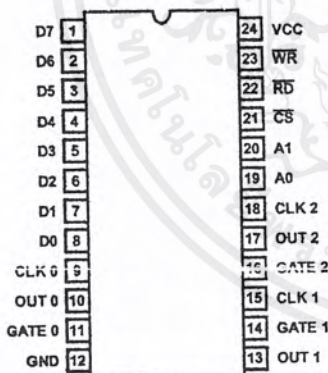 D7 1 24 VCC
D6 2 23 WR
D5 3 22 RD
D4 4 21 CS
D3 5 20 A1
D2 6 19 A0
D1 7 18 CLK 2
D0 8 17 OUT 2
CLK 0 9 16 GATE 2
OUT 0 10 15 CLK 1
GATE 0 11 14 GATE 1
GND 12 13 OUT 1